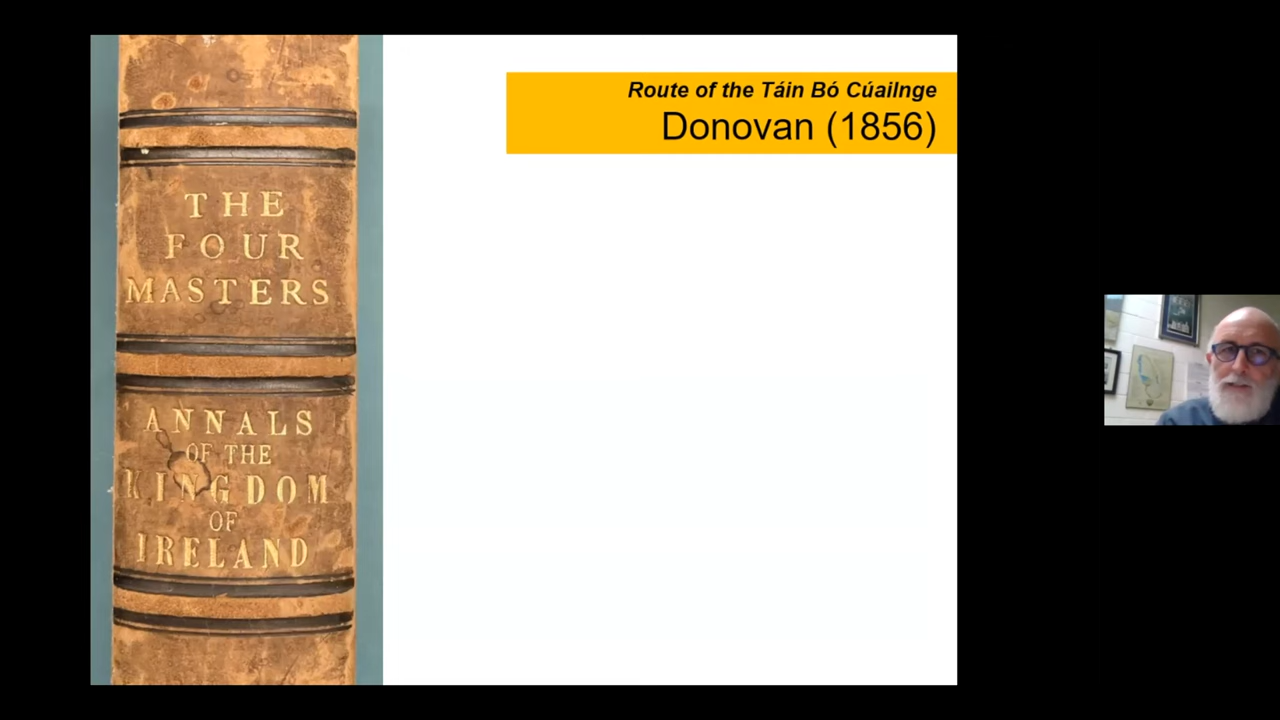 THE
FOUR
MASTERS
ANNALS
OF THE
KINGDOM
OF
IRELAND
Route of the Táin Bó Cúailnge
Donovan (1856)